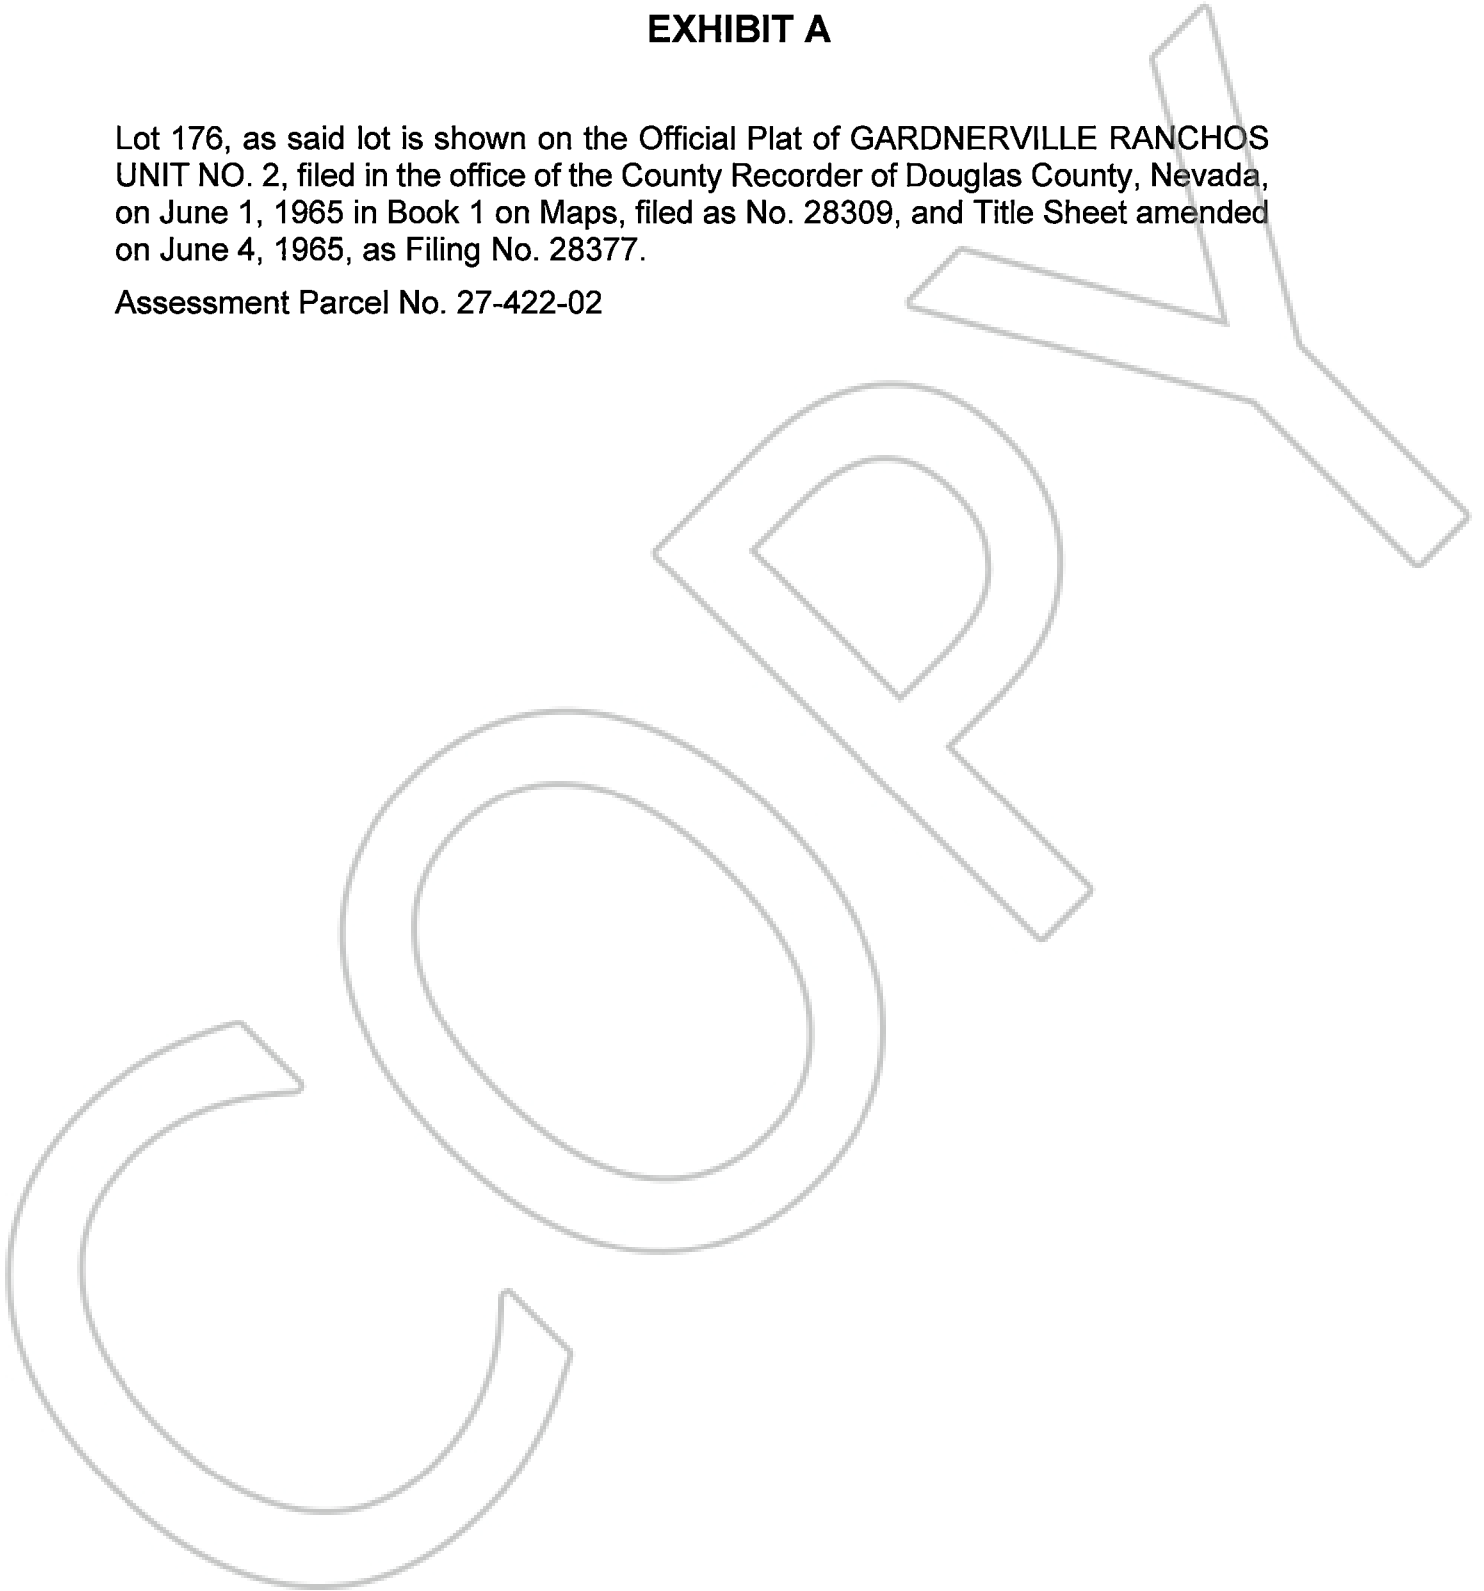 EXHIBIT A
Lot 176, as said lot is shown on the Official Plat of GARDNERVILLE RANCHOS
UNIT NO. 2, filed in the office of the County Recorder of Douglas County, Nevada,
on June 1, 1965 in Book 1 on Maps, filed as No. 28309, and Title Sheet amended
on June 4, 1965, as Filing No. 28377.
Assessment Parcel No. 27-422-02
COPY